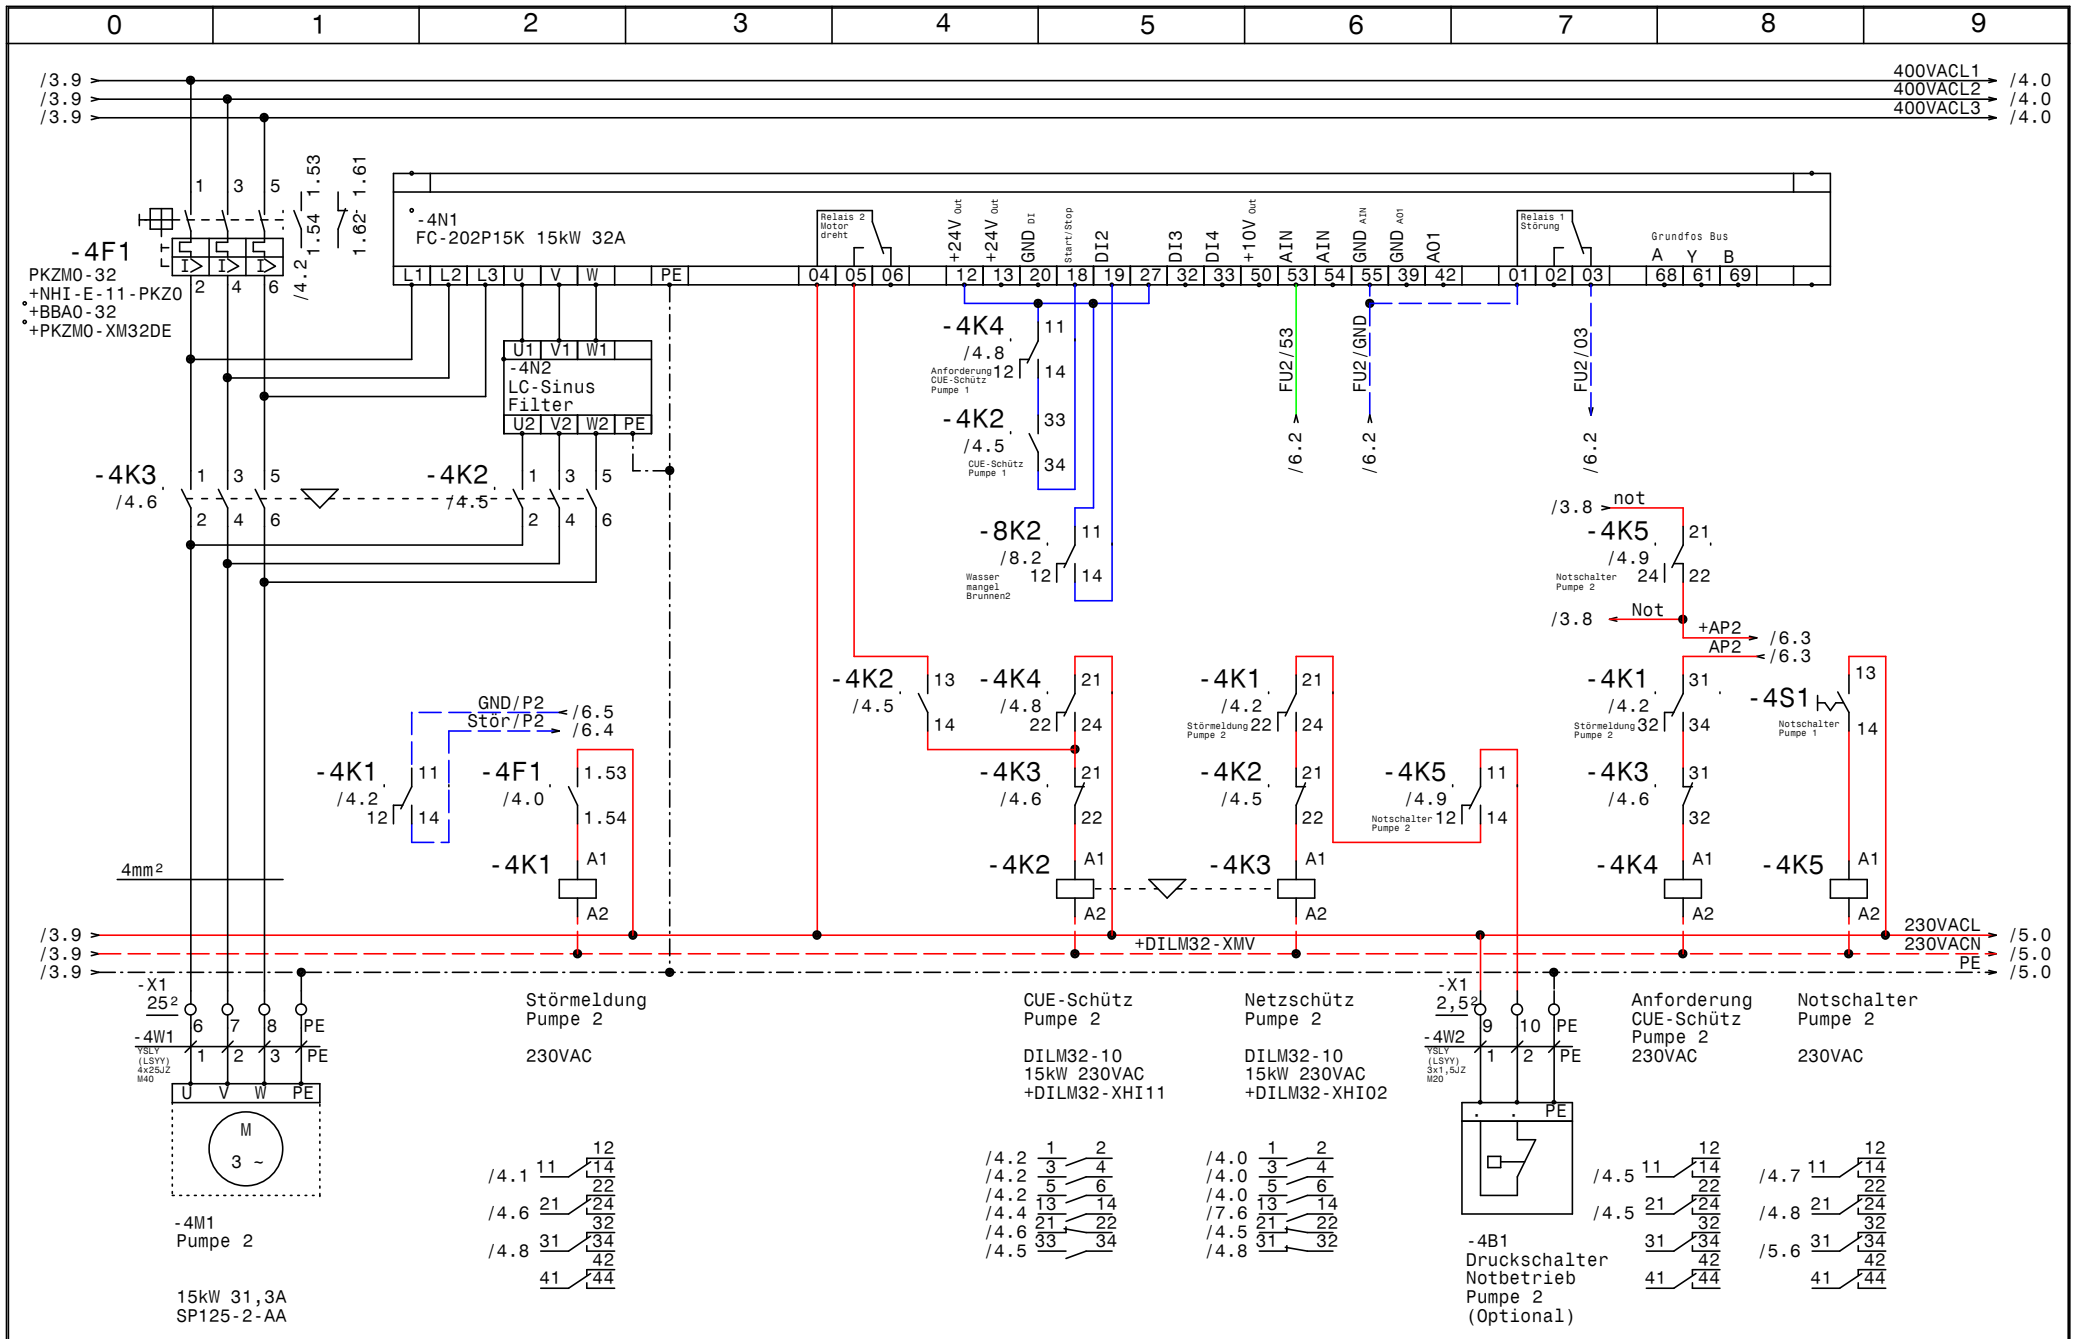 0 1 2 3 4 5 6 7 8 9
/3.9 400VACL1 /4.0
/3.9 400VACL2 /4.0
/3.9 400VACL3 /4.0
1 3 5 1.53 1.54 1.61 1.62
/4.2
-4F1
PKZM0-32
+NHI-E-11-PKZ0
+BBA0-32
+PKZM0-XM32DE
I> I> I>
2 4 6
-4N1
FC-202P15K 15kW 32A
Relais 2
Motor
dreht
+24V Out
+24V Out
GND DI
Start/Stop
DI2
DI3
DI4
+10V Out
AIN
AIN
GND AIN
GND AO1
AO1
Relais 1
Störung
Grundfos Bus
A Y B
L1 L2 L3 U V W PE 04 05 06 12 13 20 18 19 27 32 33 50 53 54 55 39 42 01 02 03 68 61 69
U1 V1 W1
-4N2
LC-Sinus
Filter
U2 V2 W2 PE
-4K4
/4.8
Anforderung
CUE-Schütz
Pumpe 1
11
12 14
-4K2
/4.5
CUE-Schütz
Pumpe 1
33
34
FU2/53
/6.2
FU2/GND
/6.2
FU2/03
/6.2
-4K3
/4.6
1 3 5
2 4 6
-4K2
/4.5
1 3 5
2 4 6
-8K2
/8.2
Wasser
mangel
Brunnen2
11
12 14
/3.8 not
-4K5
/4.9
Notschalter
Pumpe 2
21
24 22
/3.8 Not
+AP2 /6.3
AP2 /6.3
GND/P2 /6.5
Stör/P2 /6.4
-4K1
/4.2
11
12 14
-4F1
/4.0
1.53
1.54
-4K2
/4.5
13
14
-4K4
/4.8
21
22 24
-4K1
/4.2
Störmeldung
Pumpe 2
21
22 24
-4K1
/4.2
Störmeldung
Pumpe 2
31
32 34
-4S1
Notschalter
Pumpe 1
13
14
-4K3
/4.6
21
22
-4K2
/4.5
21
22
-4K5
/4.9
Notschalter
Pumpe 2
11
12 14
-4K3
/4.6
31
32
4mm²
-4K1 A1 A2
-4K2 A1 A2
-4K3 A1 A2
-4K4 A1 A2
-4K5 A1 A2
+DILM32-XMV
/3.9 230VACL /5.0
/3.9 230VACN /5.0
/3.9 PE /5.0
-X1
25²
6 7 8 PE
-4W1
YSLY
(LSYY)
4x25JZ
M40
1 2 3 PE
U V W PE
M
3 ~
-4M1
Pumpe 2
15kW 31,3A
SP125-2-AA
Störmeldung
Pumpe 2
230VAC
CUE-Schütz
Pumpe 2
DILM32-10
15kW 230VAC
+DILM32-XHI11
Netzschütz
Pumpe 2
DILM32-10
15kW 230VAC
+DILM32-XHI02
-X1
2,5²
9 10 PE
-4W2
YSLY
(LSYY)
3x1,5JZ
M20
1 2 PE
. . PE
-4B1
Druckschalter
Notbetrieb
Pumpe 2
(Optional)
Anforderung
CUE-Schütz
Pumpe 2
230VAC
Notschalter
Pumpe 2
230VAC
12
/4.1 11 14
22
/4.6 21 24
32
/4.8 31 34
42
41 44
/4.2 1 2
/4.2 3 4
/4.2 5 6
/4.4 13 14
/4.6 21 22
/4.5 33 34
/4.0 1 2
/4.0 3 4
/4.0 5 6
/7.6 13 14
/4.5 21 22
/4.8 31 32
12
/4.5 11 14
22
/4.5 21 24
32
31 34
42
41 44
12
/4.7 11 14
22
/4.8 21 24
32
/5.6 31 34
42
41 44